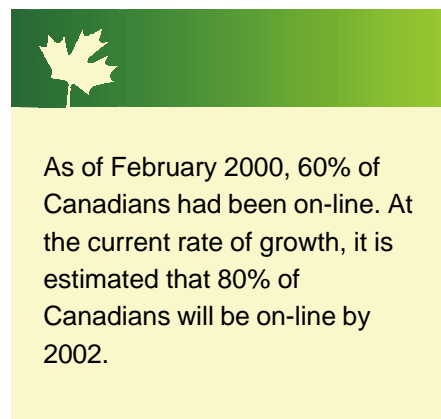 As of February 2000, 60% of
Canadians had been on-line. At
the current rate of growth, it is
estimated that 80% of
Canadians will be on-line by
2002.